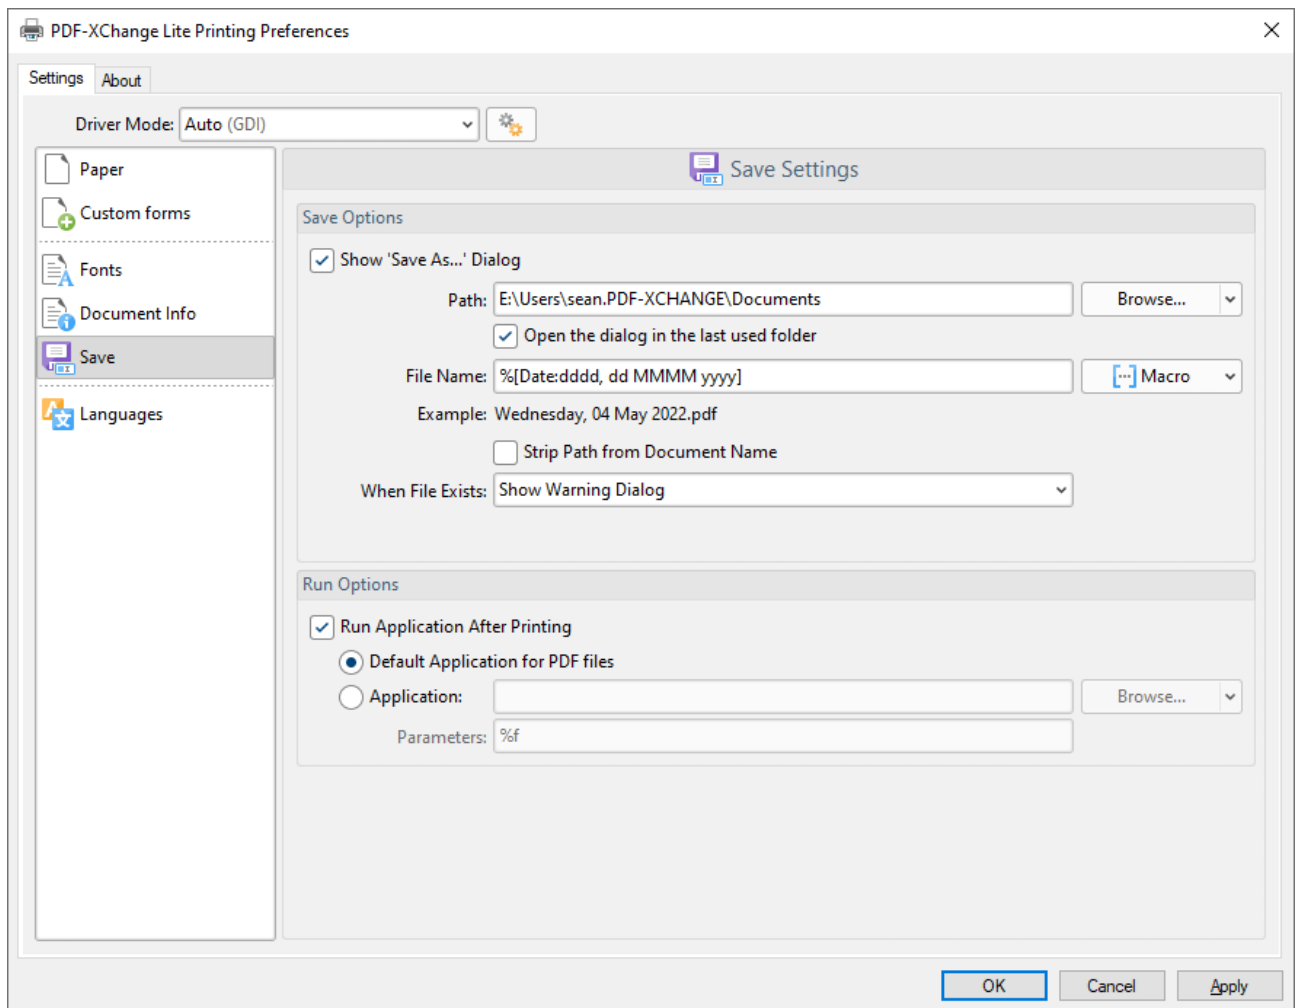 PDF-XChange Lite Printing Preferences
Settings
About
Driver Mode: Auto (GDI)
Paper
Custom forms
Fonts
Document Info
Save
Languages
Save Settings
Save Options
Show 'Save As...' Dialog
Path: E:\Users\sean.PDF-XCHANGE\Documents Browse...
Open the dialog in the last used folder
File Name: %[Date:dddd, dd MMMM yyyy] Macro
Example: Wednesday, 04 May 2022.pdf
Strip Path from Document Name
When File Exists: Show Warning Dialog
Run Options
Run Application After Printing
Default Application for PDF files
Application: Browse...
Parameters: %f
OK Cancel Apply